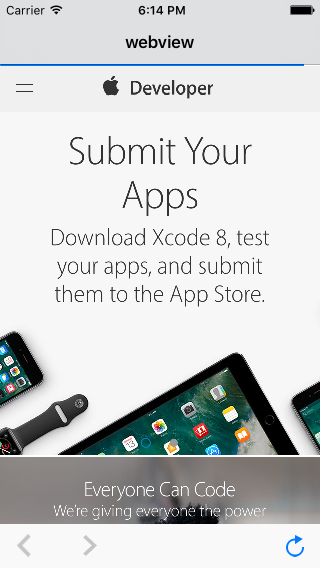 Carrier 6:14 PM
webview
Developer
Submit Your
Apps
Download Xcode 8, test
your apps, and submit
them to the App Store.
Everyone Can Code
We're giving everyone the power